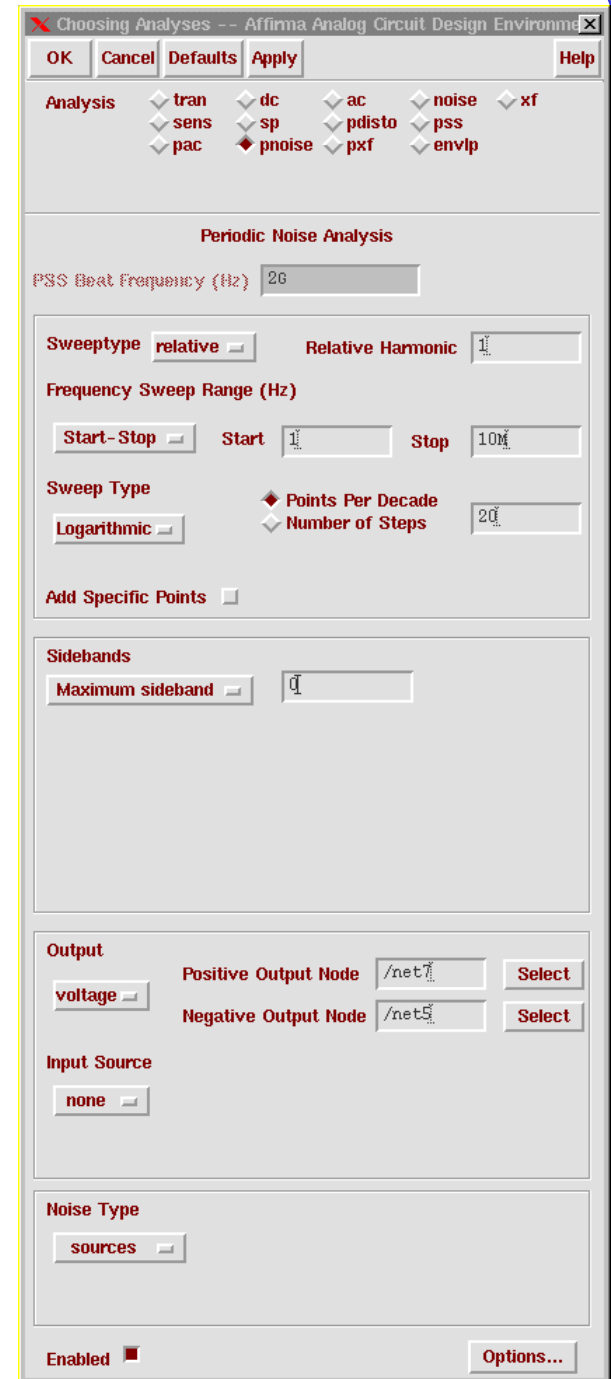 Choosing Analyses -- Affirma Analog Circuit Design Environme
OK Cancel Defaults Apply Help
Analysis tran dc ac noise xf
sens sp pdisto pss
pac pnoise pxf envlp
Periodic Noise Analysis
PSS Beat Frequency (Hz) 2G
Sweeptype relative Relative Harmonic 1
Frequency Sweep Range (Hz)
Start-Stop Start 1 Stop 10M
Sweep Type
Points Per Decade
Logarithmic Number of Steps 20
Add Specific Points
Sidebands
Maximum sideband 0
Output
voltage Positive Output Node /net7 Select
Negative Output Node /net5 Select
Input Source
none
Noise Type
sources
Enabled Options...